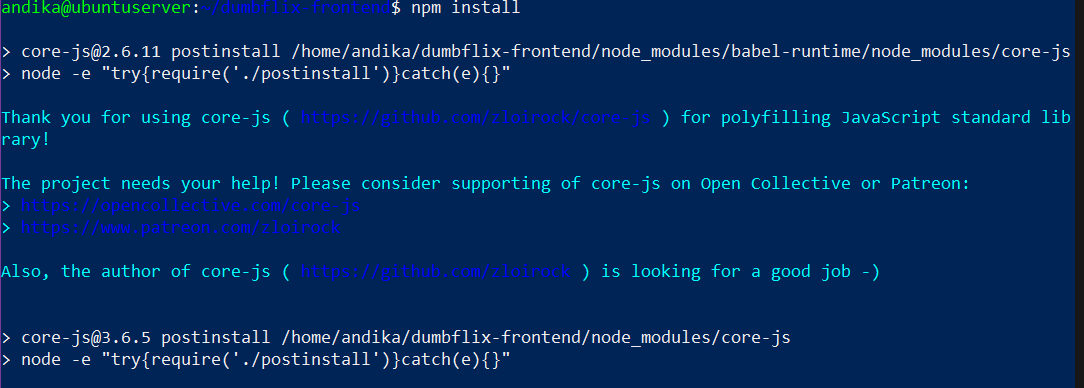 andika@ubuntuserver:~/dumbflix-frontend$ npm install
> core-js@2.6.11 postinstall /home/andika/dumbflix-frontend/node_modules/babel-runtime/node_modules/core-js
> node -e "try{require('./postinstall')}catch(e){}"
Thank you for using core-js ( https://github.com/zloirock/core-js ) for polyfilling JavaScript standard lib
rary!
The project needs your help! Please consider supporting of core-js on Open Collective or Patreon:
> https://opencollective.com/core-js
> https://www.patreon.com/zloirock
Also, the author of core-js ( https://github.com/zloirock ) is looking for a good job -)
> core-js@3.6.5 postinstall /home/andika/dumbflix-frontend/node_modules/core-js
> node -e "try{require('./postinstall')}catch(e){}"